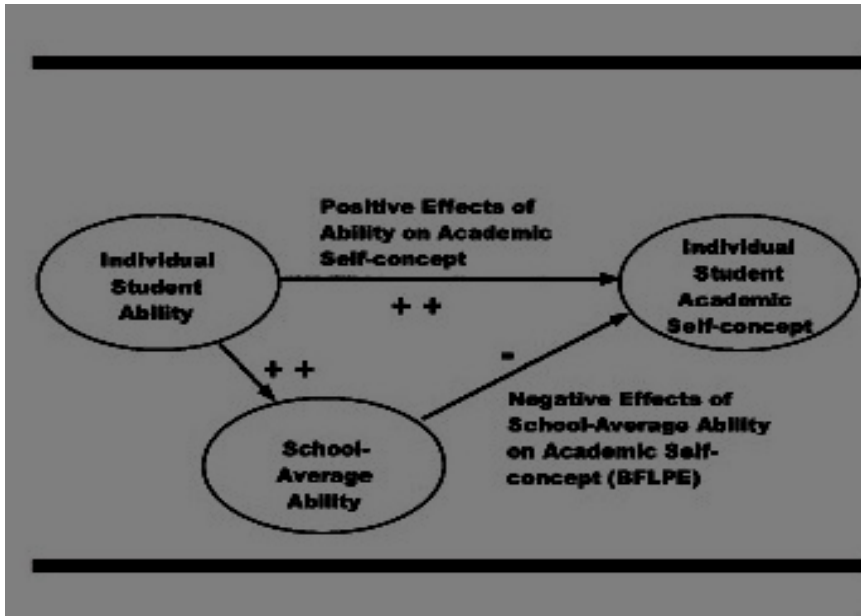 Positive Effects of
Ability on Academic
Self-concept
Individual
Student
Ability
Individual
Student
Academic
Self-concept
+ +
-
+ +
Negative Effects of
School-Average Ability
on Academic Self-
concept (BFLPE)
School-
Average
Ability